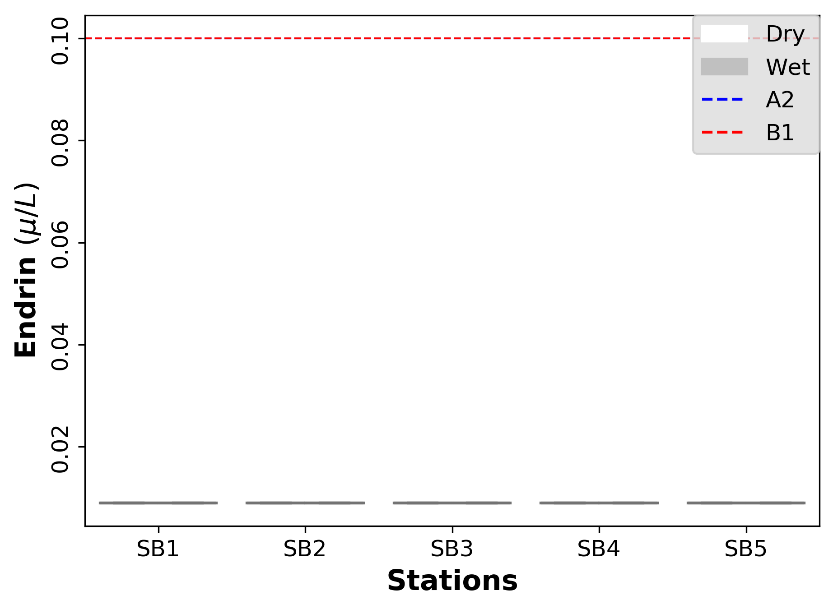 Dry
Wet
A2
B1
Endrin (μ/L)
0.10
0.08
0.06
0.04
0.02
SB1 SB2 SB3 SB4 SB5
Stations